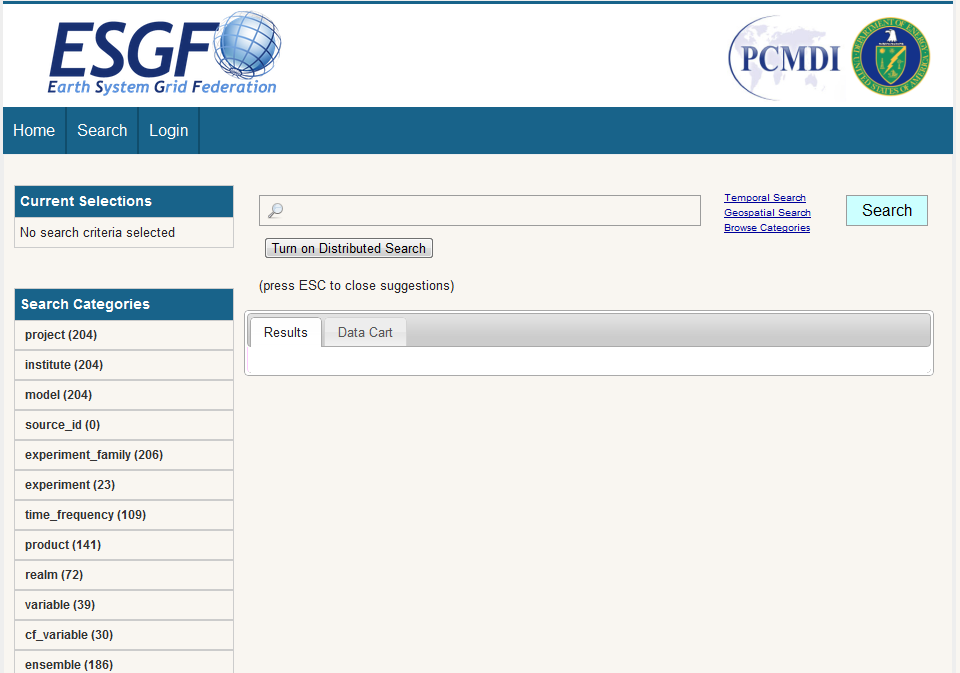 ESGF
Earth System Grid Federation
PCMDI
DEPARTMENT OF ENERGY
UNITED STATES OF AMERICA
Home
Search
Login
Current Selections
No search criteria selected
Temporal Search
Geospatial Search
Browse Categories
Search
Turn on Distributed Search
(press ESC to close suggestions)
Search Categories
project (204)
institute (204)
model (204)
source_id (0)
experiment_family (206)
experiment (23)
time_frequency (109)
product (141)
realm (72)
variable (39)
cf_variable (30)
ensemble (186)
Results
Data Cart